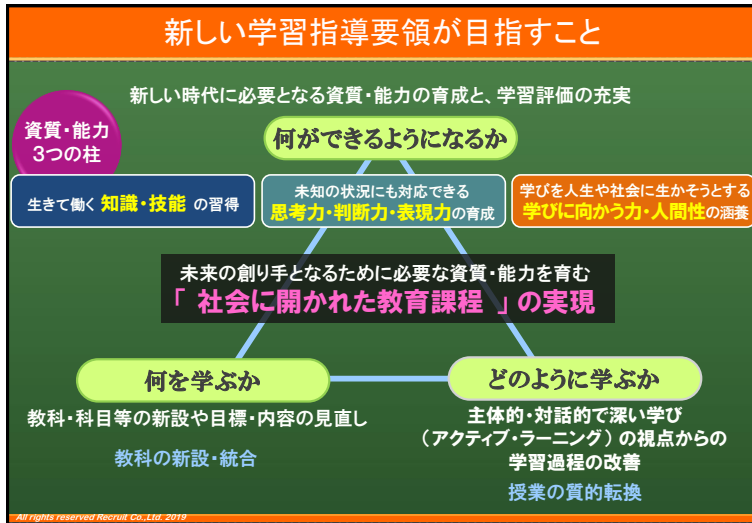 新しい学習指導要領が目指すこと
新しい時代に必要となる資質・能力の育成と、学習評価の充実
資質・能力
3つの柱
何ができるようになるか
生きて働く 知識・技能 の習得
未知の状況にも対応できる
思考力・判断力・表現力の育成
学びを人生や社会に生かそうとする
学びに向かう力・人間性の涵養
未来の創り手となるために必要な資質・能力を育む
「 社会に開かれた教育課程 」の実現
何を学ぶか
教科・科目等の新設や目標・内容の見直し
教科の新設・統合
どのように学ぶか
主体的・対話的で深い学び
（アクティブ・ラーニング）の視点からの
学習過程の改善
授業の質的転換
All rights reserved Recruit Co.,Ltd. 2019